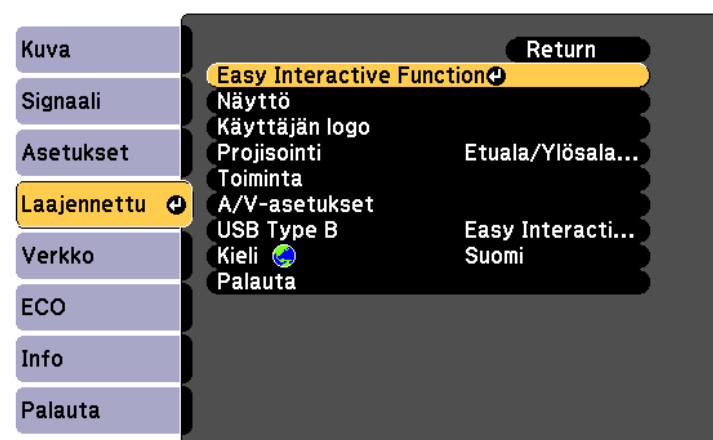 Kuva
Signaali
Asetukset
Laajennettu
Verkko
ECO
Info
Palauta
Return
Easy Interactive Function
Näyttö
Käyttäjän logo
Projisointi Etuala/Ylösala...
Toiminta
A/V-asetukset
USB Type B Easy Interacti...
Kieli Suomi
Palauta